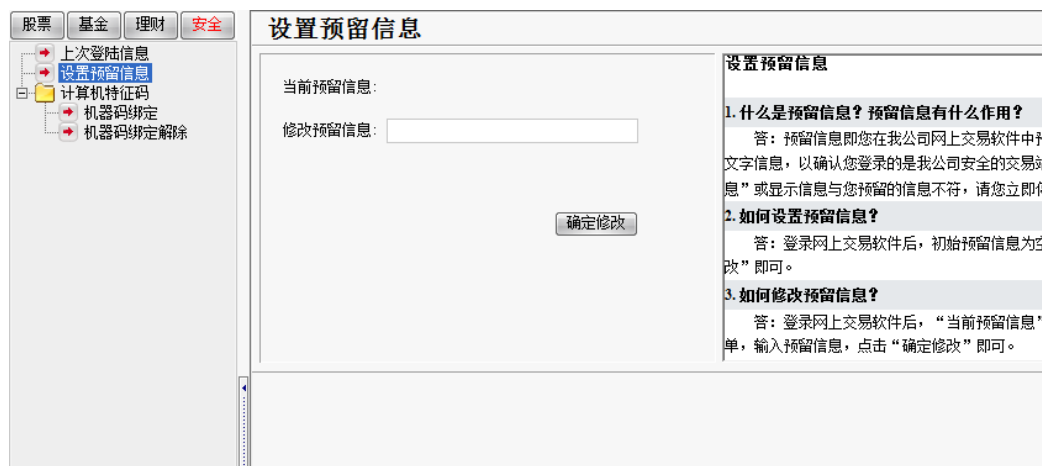 股票 基金 理财 安全
上次登陆信息
设置预留信息
计算机特征码
机器码绑定
机器码绑定解除
设置预留信息
当前预留信息:
修改预留信息:
确定修改
设置预留信息
1. 什么是预留信息？预留信息有什么作用？
答：预留信息即您在我公司网上交易软件中
文字信息，以确认您登录的是我公司安全的交易
息”或显示信息与您预留的信息不符，请您立即
2. 如何设置预留信息？
答：登录网上交易软件后，初始预留信息为空
改”即可。
3. 如何修改预留信息？
答：登录网上交易软件后，“当前预留信息”
单，输入预留信息，点击“确定修改”即可。